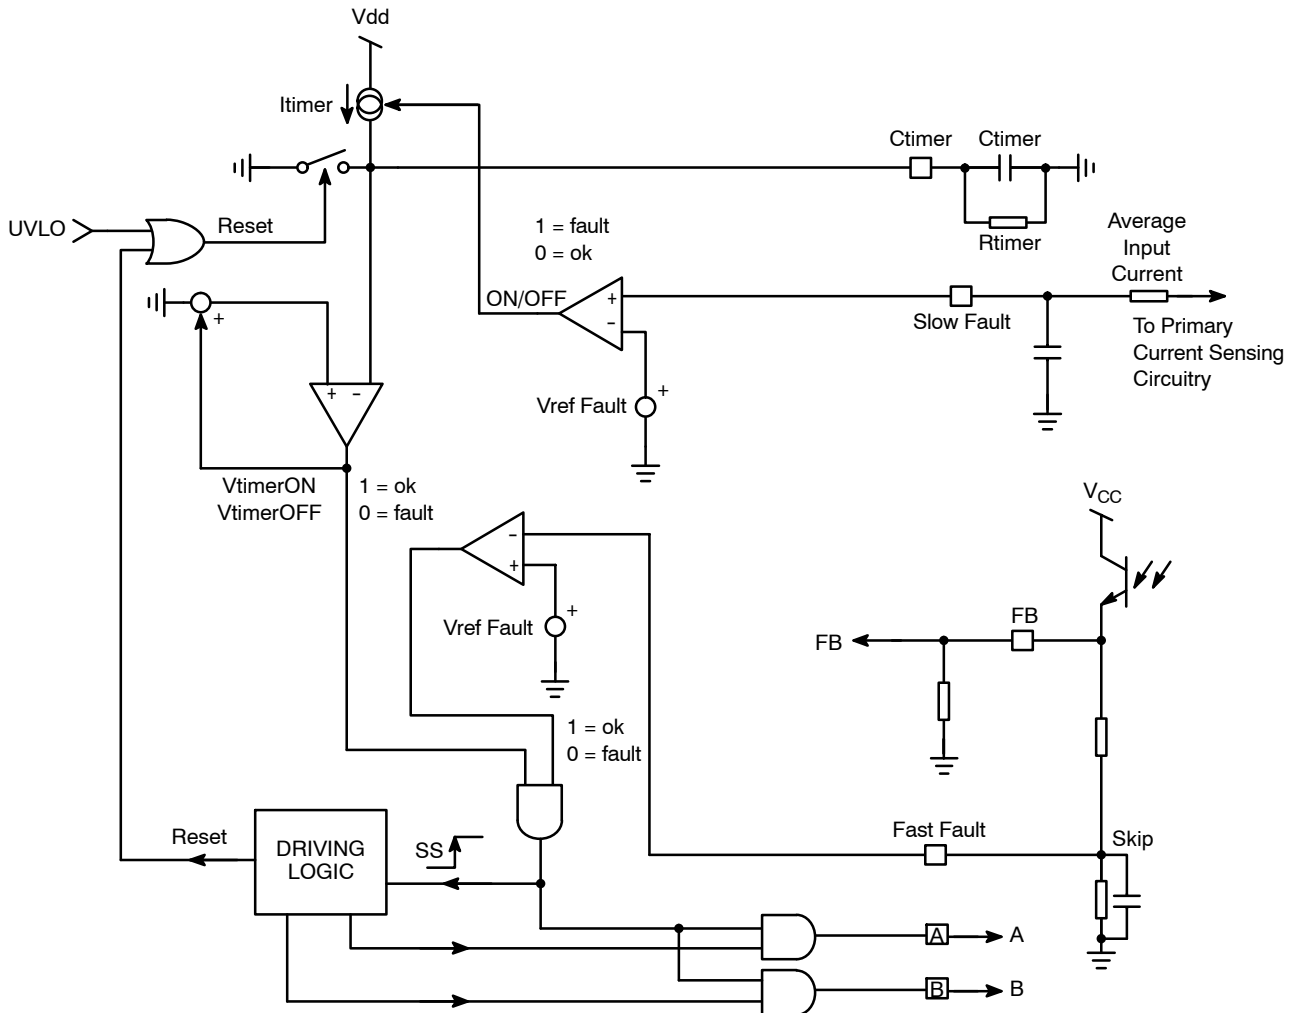 Vdd
Itimer
Ctimer
Ctimer
UVLO
Reset
1 = fault
0 = ok
Rtimer
Average
Input
Current
ON/OFF
+
−
+
Slow Fault
To Primary
Current Sensing
Circuitry
+ −
Vref Fault
+
VtimerON
VtimerOFF
1 = ok
0 = fault
VCC
−
+
Vref Fault
+
FB
FB
1 = ok
0 = fault
Reset
DRIVING
LOGIC
SS
Fast Fault
Skip
A
A
B
B